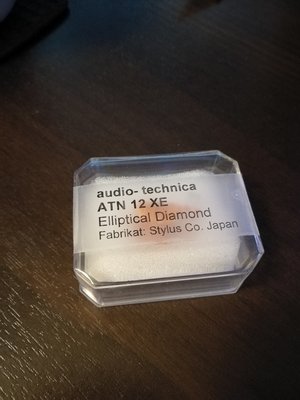 audio- technica
ATN 12 XE
Elliptical Diamond
Fabrikat: Stylus Co. Japan